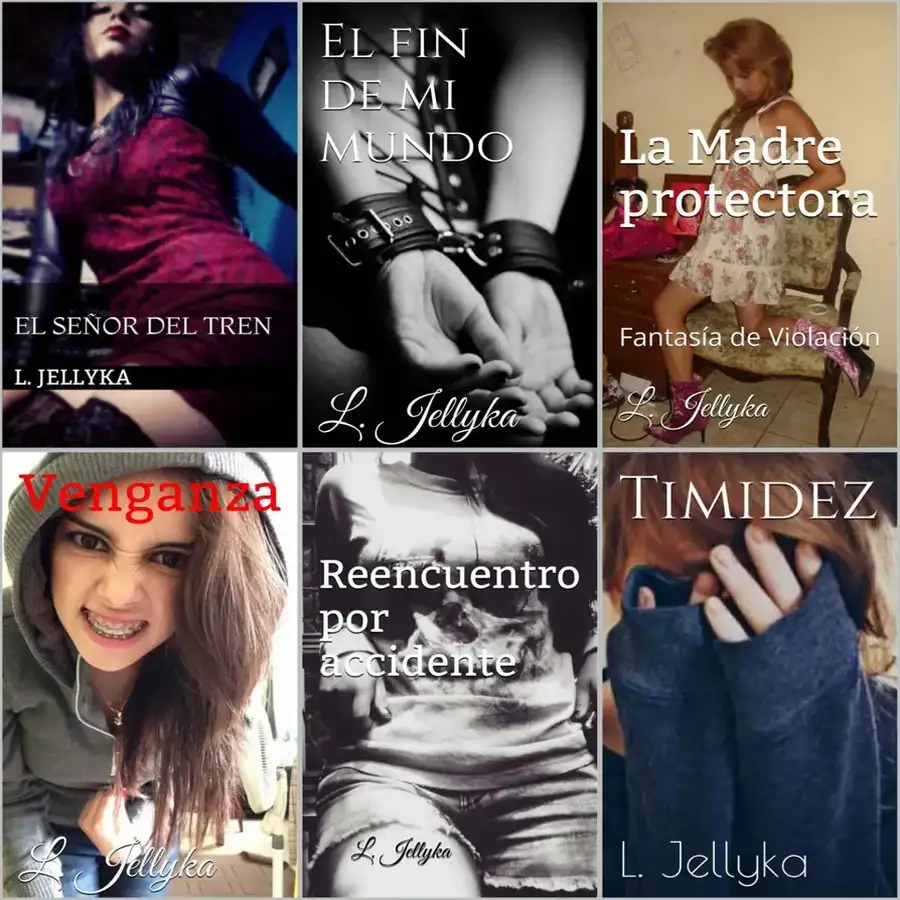 EL SEÑOR DEL TREN
L. JELLYKA
EL FIN
DE MI
MUNDO
L. Jellyka
La Madre
protectora
Fantasía de Violación
L. Jellyka
Venganza
L. Jellyka
Reencuentro
por
accidente
L. Jellyka
TIMIDEZ
L. Jellyka